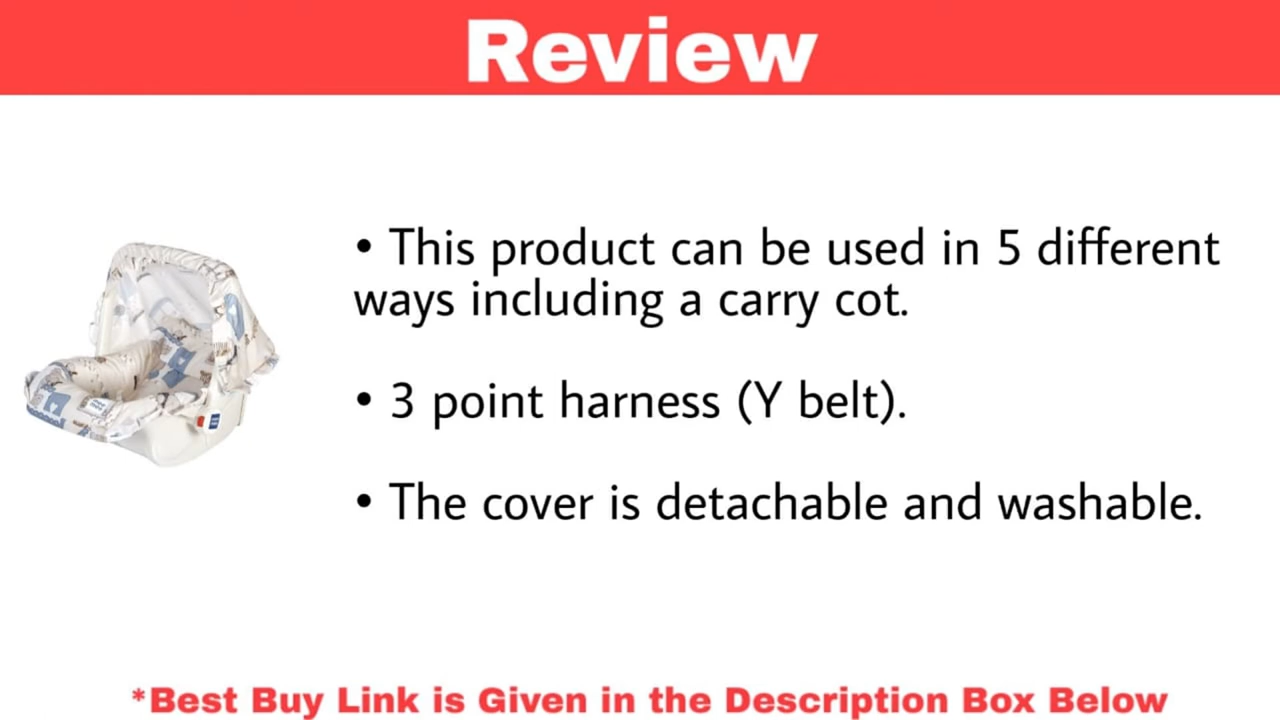 Review
• This product can be used in 5 different
ways including a carry cot.
• 3 point harness (Y belt).
• The cover is detachable and washable.
*Best Buy Link is Given in the Description Box Below